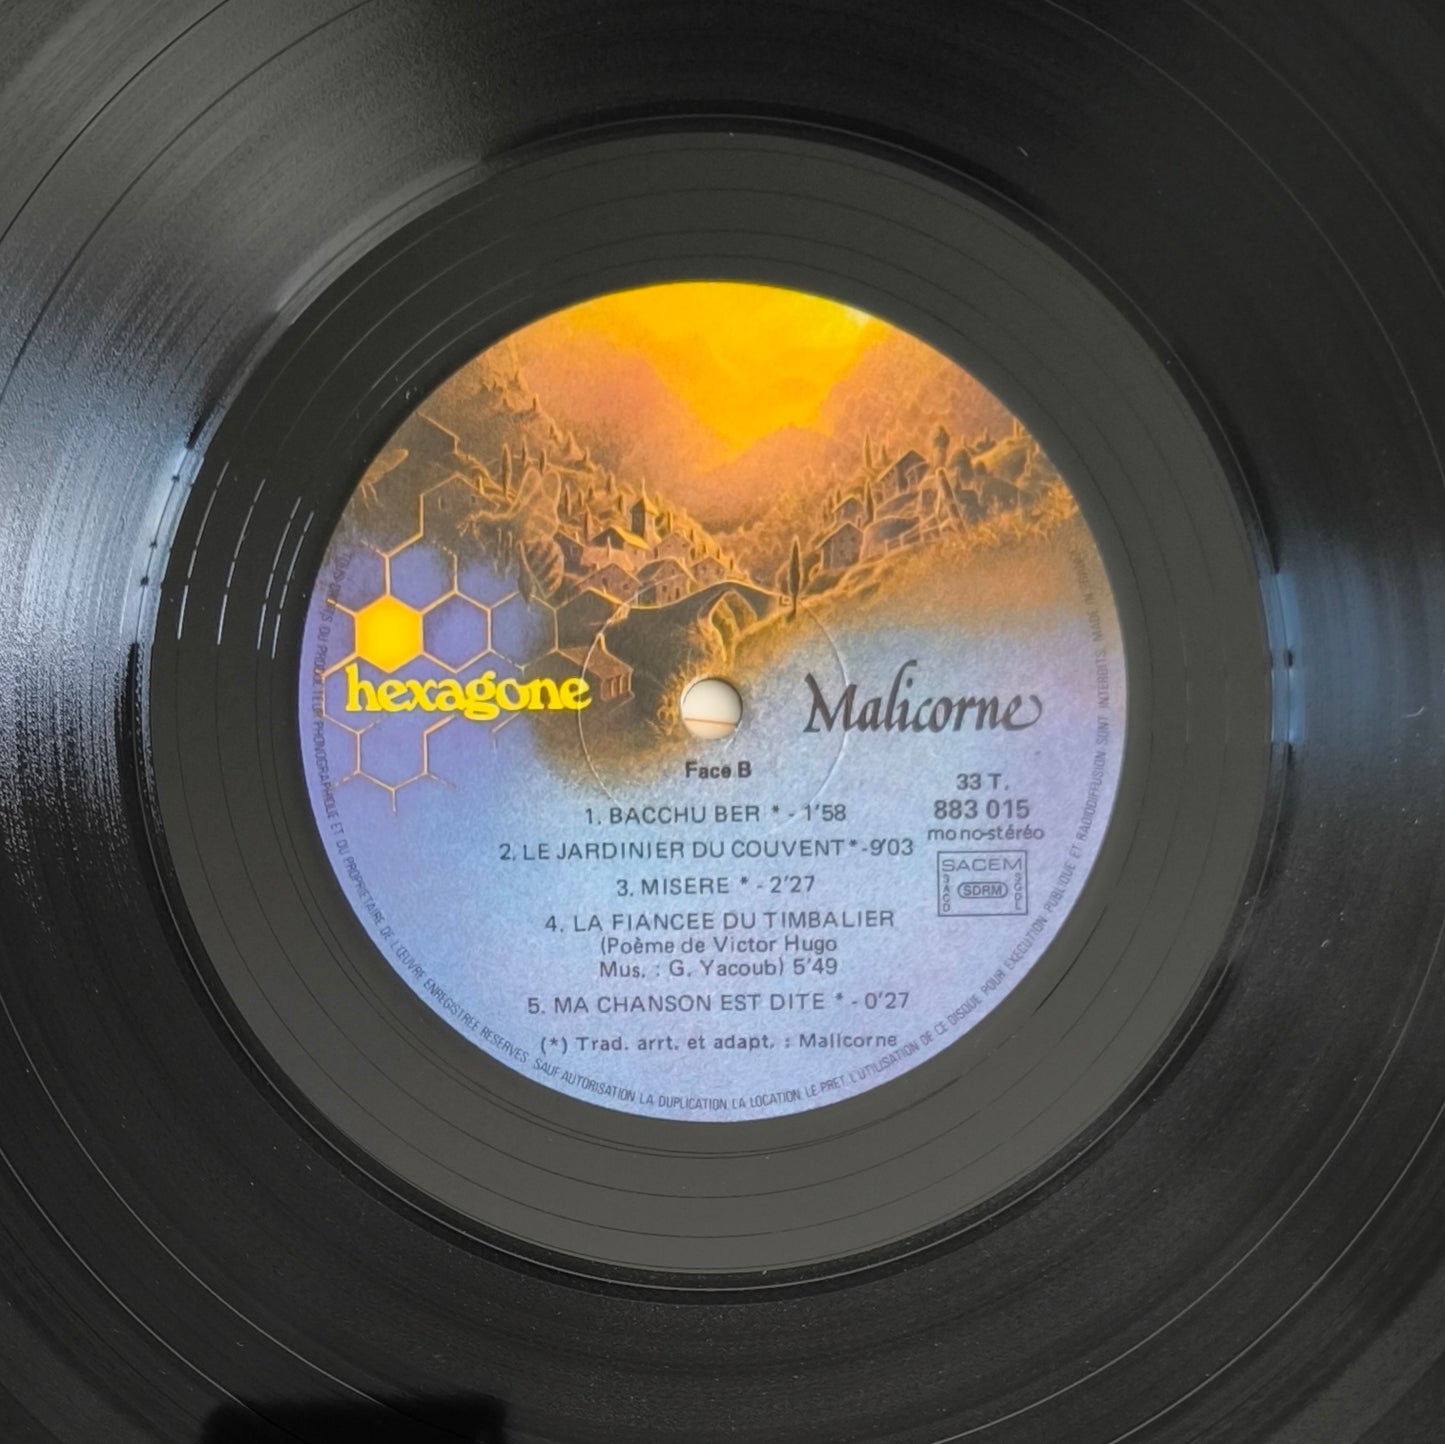 hexagone
Malicorne
Face B
33 T.
883 015
mono-stéréo
SACEM
SACD
SDRM
SGDL
1. BACCHU BER * - 1'58
2. LE JARDINIER DU COUVENT * - 9'03
3. MISERE * - 2'27
4. LA FIANCEE DU TIMBALIER
(Poème de Victor Hugo
Mus. : G. Yacoub) 5'49
5. MA CHANSON EST DITE * - 0'27
(*) Trad. arrt. et adapt. : Malicorne
DU PRODUCTEUR PHONOGRAPHIQUE ET DU PROPRIETAIRE DE L'ŒUVRE ENREGISTREE RESERVES. SAUF AUTORISATION LA DUPLICATION LA LOCATION LE PRET L'UTILISATION DE CE DISQUE POUR EXECUTION PUBLIQUE ET RADIODIFFUSION SONT INTERDITS. MADE IN